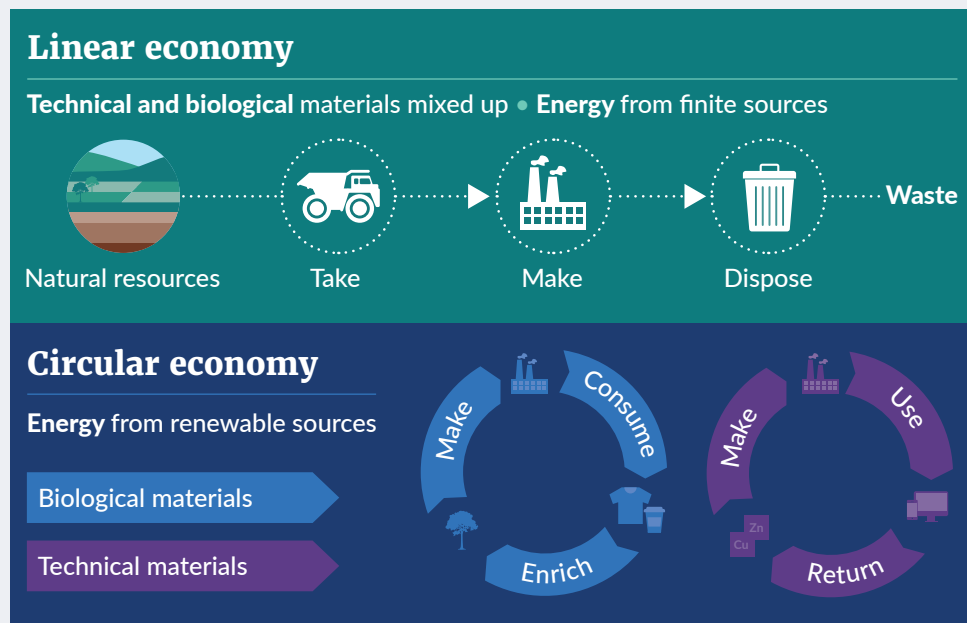 Linear economy
Technical and biological materials mixed up • Energy from finite sources
Waste
Natural resources
Take
Make
Dispose
Circular economy
Energy from renewable sources
Biological materials
Technical materials
Make
Consume
Enrich
Make
Use
Zn
Cu
Return